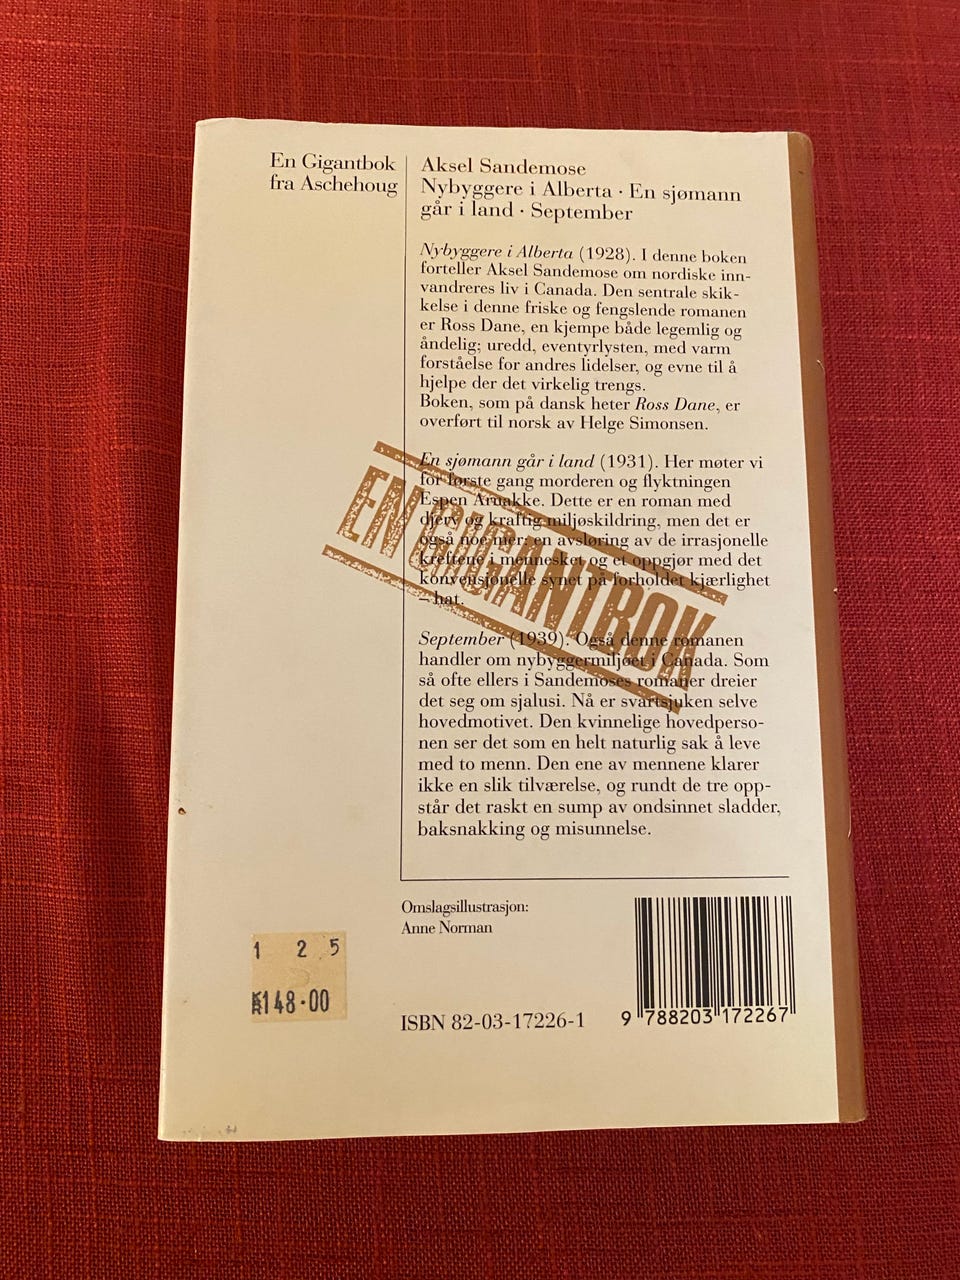 En Gigantbok
fra Aschehoug
Aksel Sandemose
Nybyggere i Alberta · En sjømann
går i land · September
Nybyggere i Alberta (1928). I denne boken
forteller Aksel Sandemose om nordiske inn-
vandreres liv i Canada. Den sentrale skik-
kelse i denne friske og fengslende romanen
er Ross Dane, en kjempe både legemlig og
åndelig; uredd, eventyrlysten, med varm
forståelse for andres lidelser, og evne til å
hjelpe der det virkelig trengs.
Boken, som på dansk heter Ross Dane, er
overført til norsk av Helge Simonsen.
En sjømann går i land (1931). Her møter vi
for første gang morderen og flyktningen
Espen Arnakke. Dette er en roman med
djerv og kraftig miljøskildring, men det er
også noe mer: en avsløring av de irrasjonelle
kreftene i mennesket og et oppgjør med det
konvensjonelle synet på forholdet kjærlighet
– hat.
EN GIGANTBOK
September (1939). Også denne romanen
handler om nybyggermiljøet i Canada. Som
så ofte ellers i Sandemoses romaner dreier
det seg om sjalusi. Nå er svartsjuken selve
hovedmotivet. Den kvinnelige hovedperso-
nen ser det som en helt naturlig sak å leve
med to menn. Den ene av mennene klarer
ikke en slik tilværelse, og rundt de tre opp-
står det raskt en sump av ondsinnet sladder,
baksnakking og misunnelse.
Omslagsillustrasjon:
Anne Norman
1 2 5
148·00
ISBN 82-03-17226-1
9 788203 172267